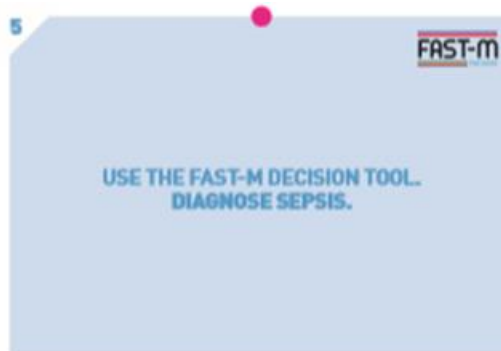 5
FAST-M
USE THE FAST-M DECISION TOOL.
DIAGNOSE SEPSIS.